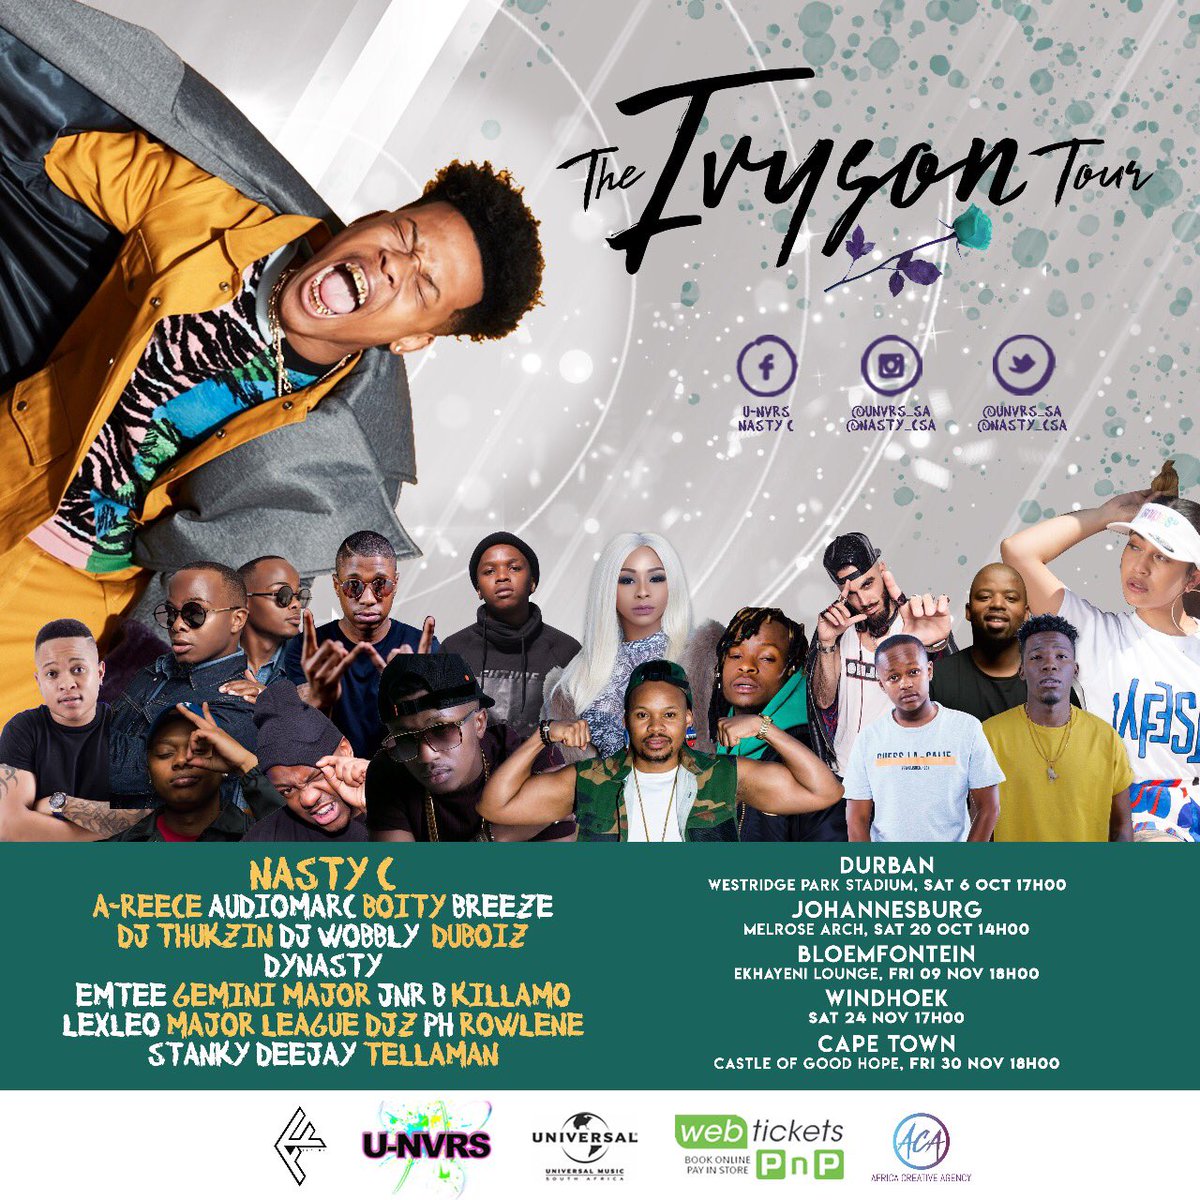 The Ivyson Tour
U-NVRS
NASTY C
@UNVRS_SA
@NASTY_CSA
@UNVRS_SA
@NASTY_CSA
NASTY C
A-REECE AUDIOMARC BOITY BREEZE
DJ THUKZIN DJ WOBBLY DUBOIZ
DYNASTY
EMTEE GEMINI MAJOR JNR B KILLAMO
LEXLEO MAJOR LEAGUE DJZ PH ROWLENE
STANKY DEEJAY TELLAMAN
DURBAN
WESTRIDGE PARK STADIUM, SAT 6 OCT 17H00
JOHANNESBURG
MELROSE ARCH, SAT 20 OCT 14H00
BLOEMFONTEIN
EKHAYENI LOUNGE, FRI 09 NOV 18H00
WINDHOEK
SAT 24 NOV 17H00
CAPE TOWN
CASTLE OF GOOD HOPE, FRI 30 NOV 18H00
U-NVRS
UNIVERSAL
UNIVERSAL MUSIC
SOUTH AFRICA
webtickets
BOOK ONLINE
PAY IN STORE
PnP
ACA
AFRICA CREATIVE AGENCY